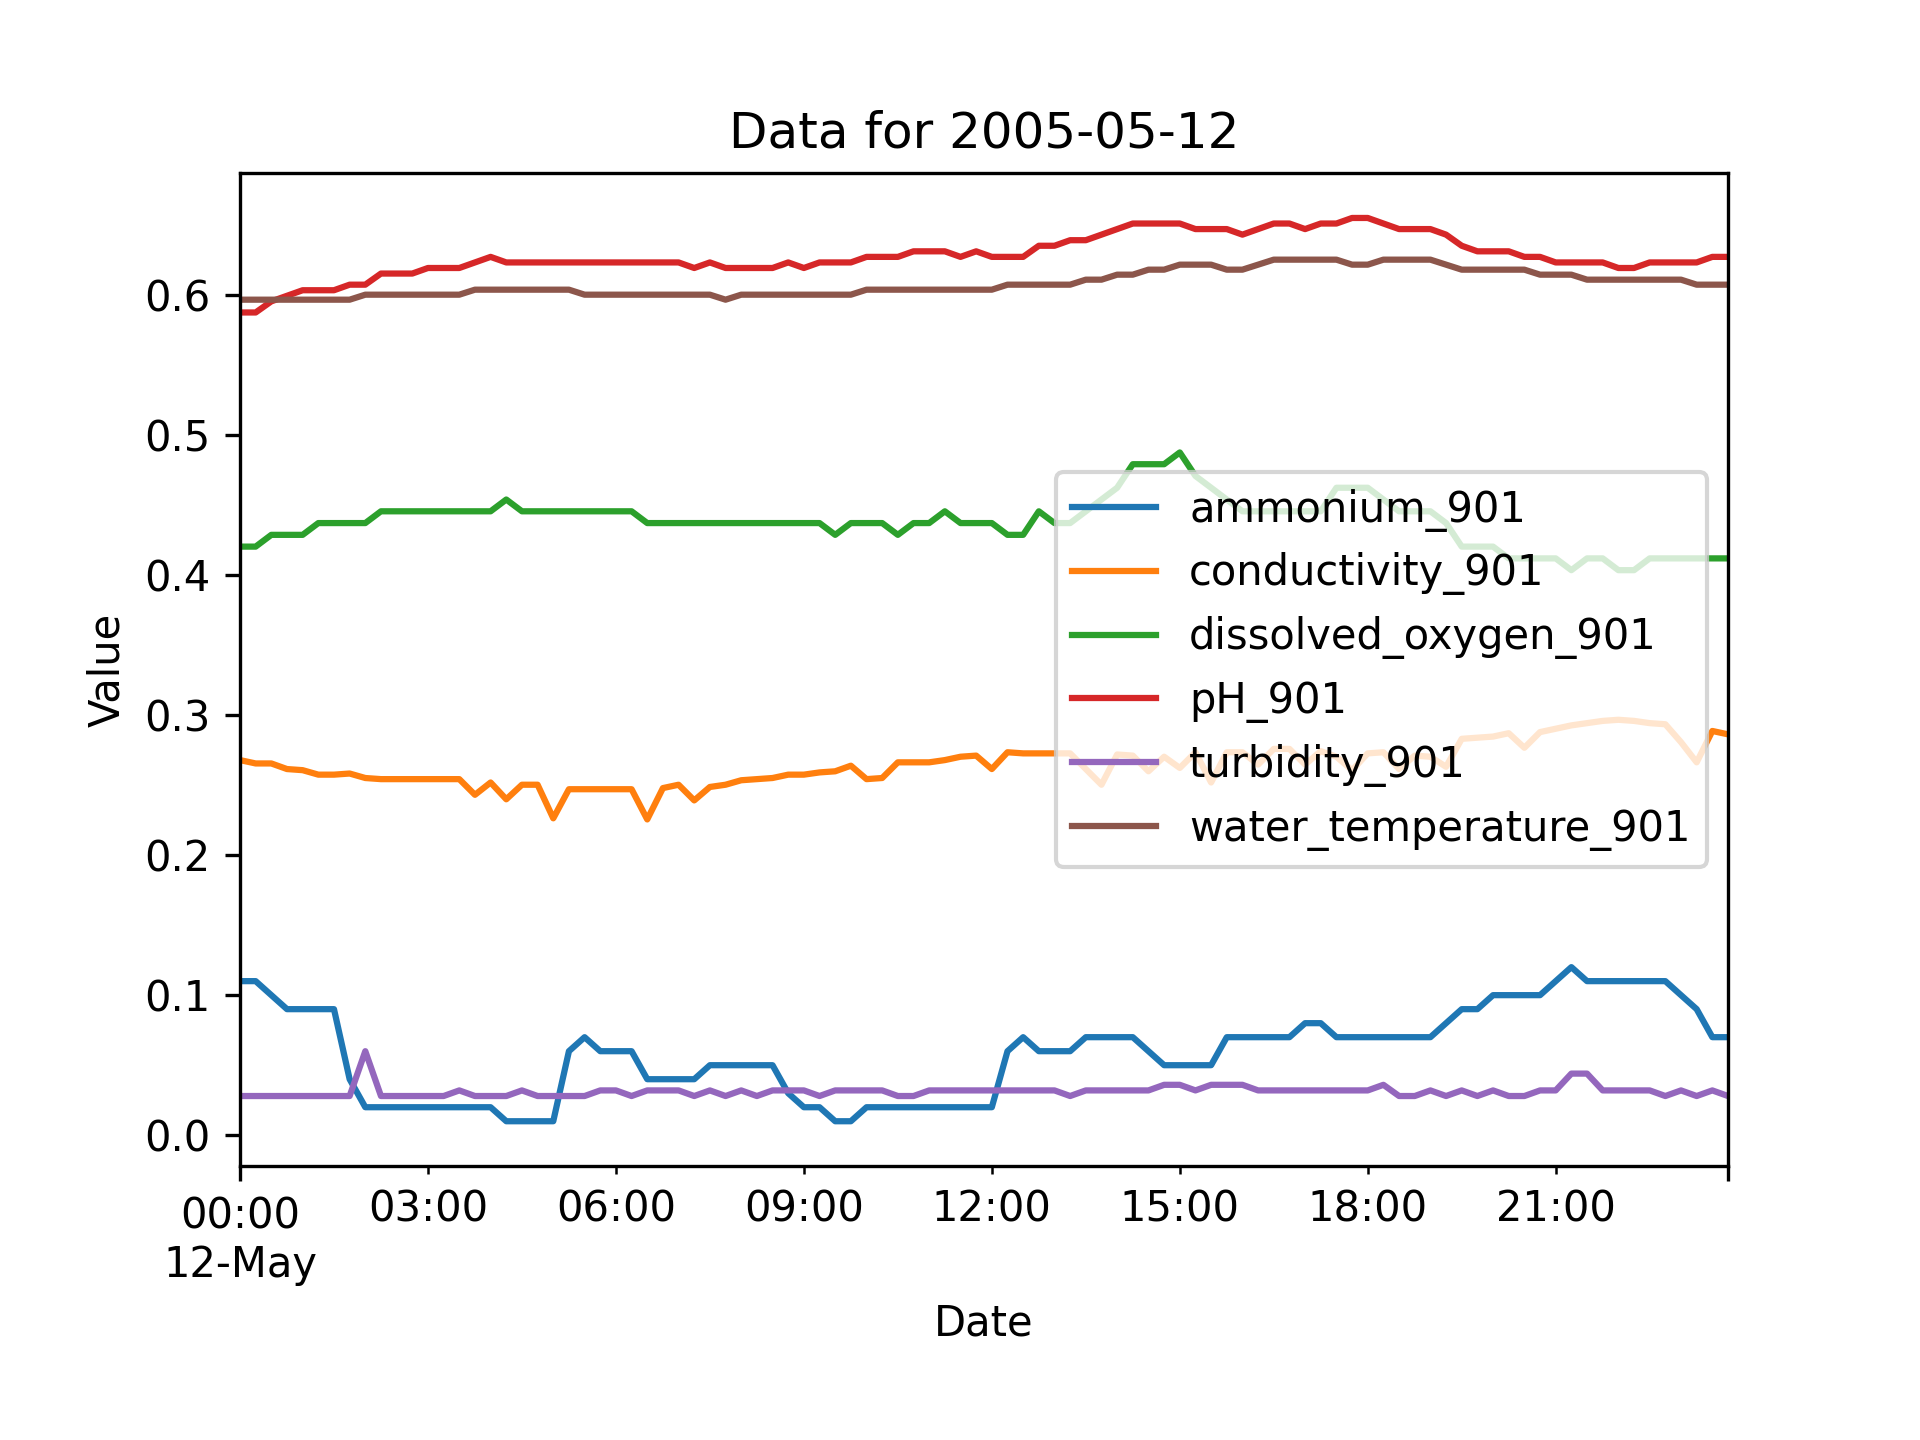 Data for 2005-05-12
Value
0.6
0.5
0.4
0.3
0.2
0.1
0.0
ammonium_901
conductivity_901
dissolved_oxygen_901
pH_901
turbidity_901
water_temperature_901
00:00 03:00 06:00 09:00 12:00 15:00 18:00 21:00
12-May
Date